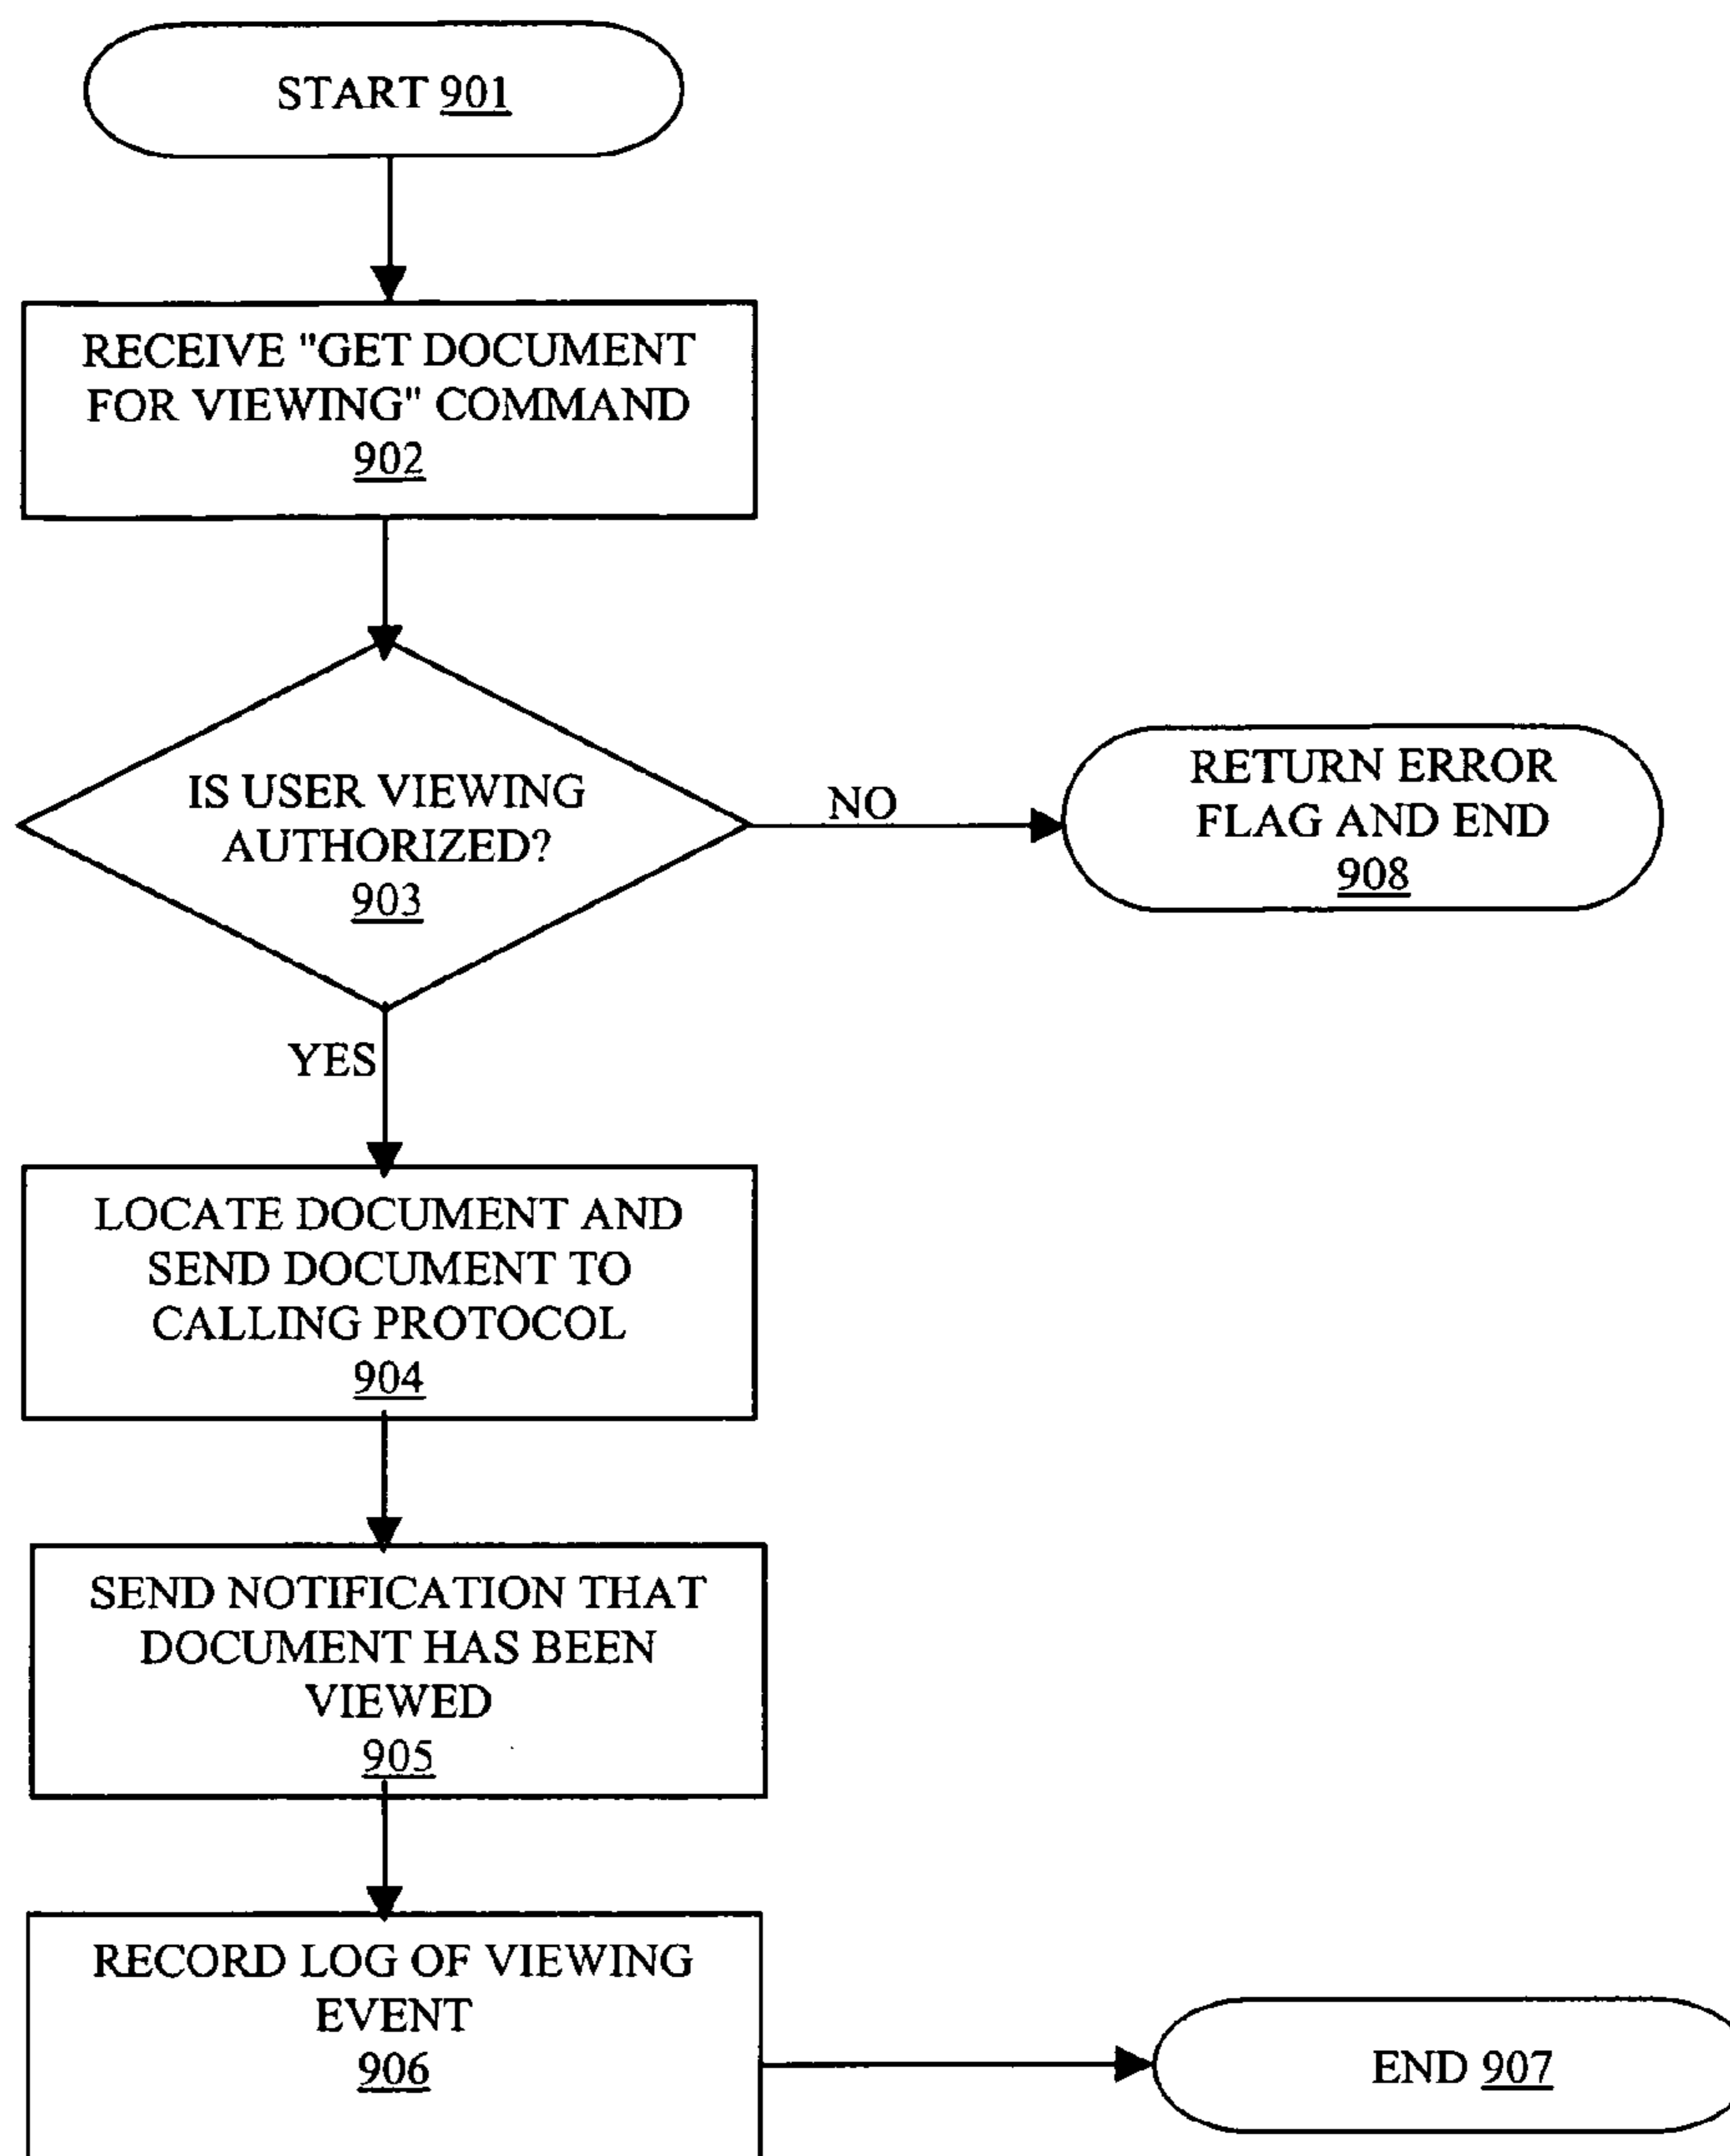 START 901
RECEIVE "GET DOCUMENT
FOR VIEWING" COMMAND
902
IS USER VIEWING
AUTHORIZED?
903
NO
RETURN ERROR
FLAG AND END
908
YES
LOCATE DOCUMENT AND
SEND DOCUMENT TO
CALLING PROTOCOL
904
SEND NOTIFICATION THAT
DOCUMENT HAS BEEN
VIEWED
905
RECORD LOG OF VIEWING
EVENT
906
END 907